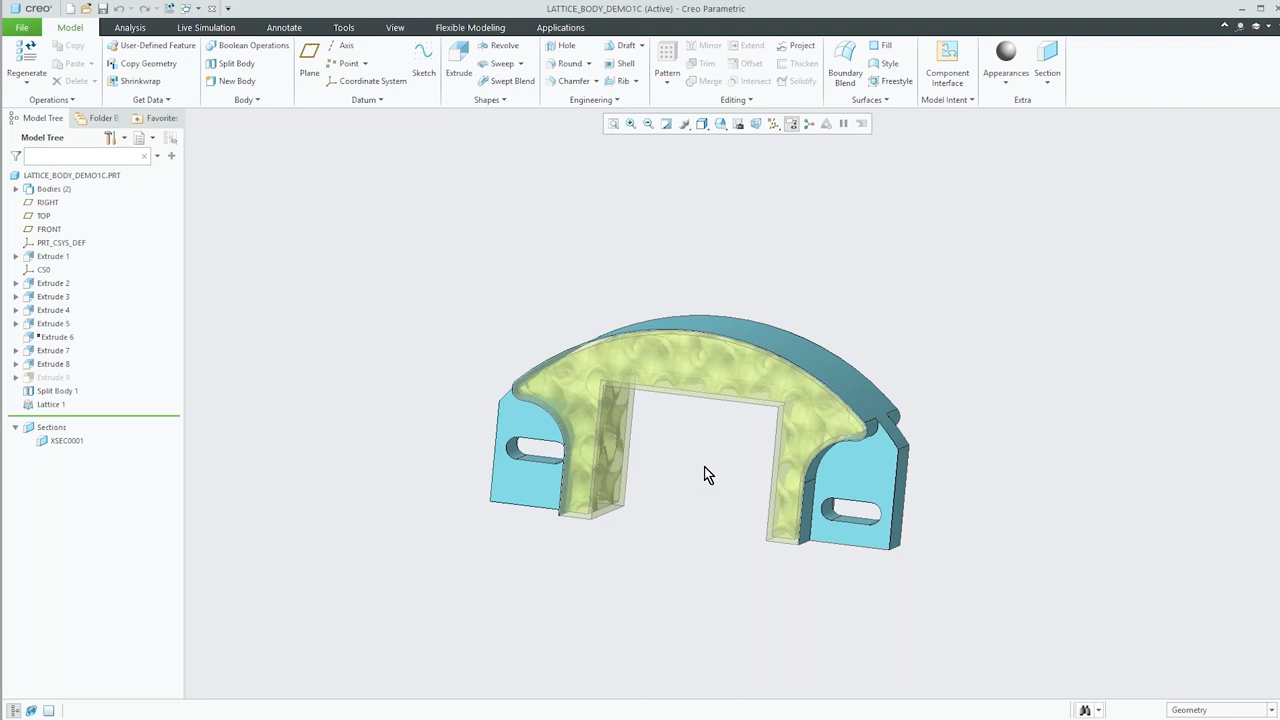 creo
LATTICE_BODY_DEMO1C (Active) - Creo Parametric
File Model Analysis Live Simulation Annotate Tools View Flexible Modeling Applications
Regenerate
Copy
Paste
Delete
Operations
User-Defined Feature
Copy Geometry
Shrinkwrap
Get Data
Boolean Operations
Split Body
New Body
Body
Plane
Axis
Point
Coordinate System
Sketch
Datum
Extrude
Revolve
Sweep
Swept Blend
Shapes
Hole
Round
Chamfer
Draft
Shell
Rib
Engineering
Pattern
Mirror
Trim
Merge
Extend
Offset
Intersect
Project
Thicken
Solidify
Editing
Boundary
Blend
Fill
Style
Freestyle
Surfaces
Component
Interface
Model Intent
Appearances
Section
Extra
Model Tree Folder B Favorite
Model Tree
LATTICE_BODY_DEMO1C.PRT
Bodies (2)
RIGHT
TOP
FRONT
PRT_CSYS_DEF
Extrude 1
CS0
Extrude 2
Extrude 3
Extrude 4
Extrude 5
Extrude 6
Extrude 7
Extrude 8
Extrude 9
Split Body 1
Lattice 1
Sections
XSEC0001
Geometry